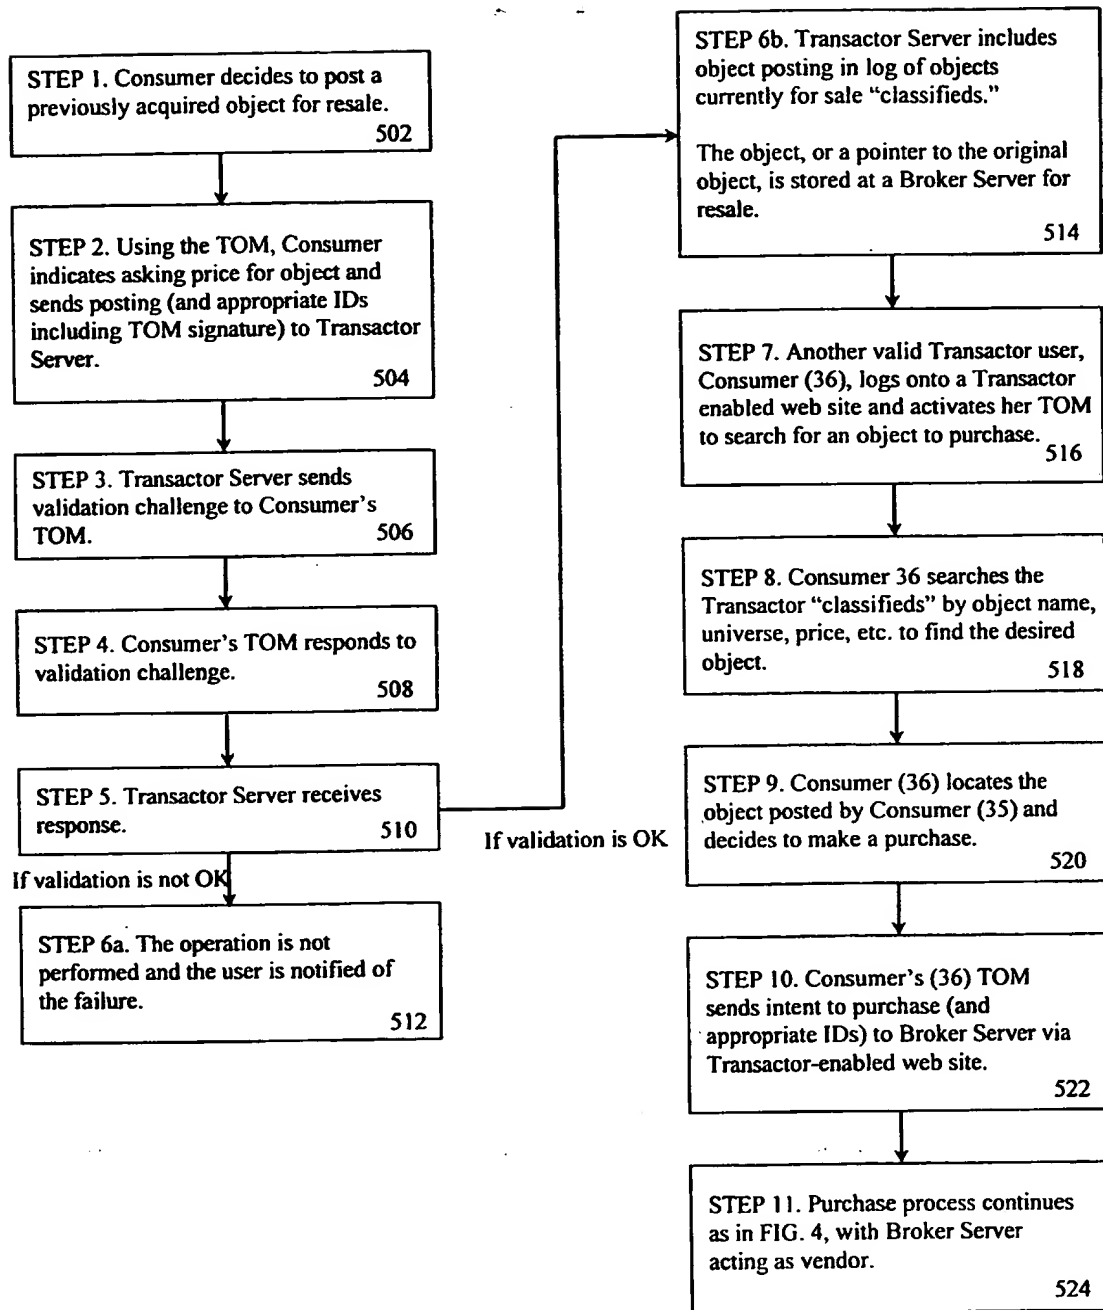 STEP 1. Consumer decides to post a
previously acquired object for resale.
502
STEP 2. Using the TOM, Consumer
indicates asking price for object and
sends posting (and appropriate IDs
including TOM signature) to Transactor
Server.
504
STEP 3. Transactor Server sends
validation challenge to Consumer's
TOM.
506
STEP 4. Consumer's TOM responds to
validation challenge.
508
STEP 5. Transactor Server receives
response.
510
If validation is not OK
If validation is OK
STEP 6a. The operation is not
performed and the user is notified of
the failure.
512
STEP 6b. Transactor Server includes
object posting in log of objects
currently for sale “classifieds.”
The object, or a pointer to the original
object, is stored at a Broker Server for
resale.
514
STEP 7. Another valid Transactor user,
Consumer (36), logs onto a Transactor
enabled web site and activates her TOM
to search for an object to purchase.
516
STEP 8. Consumer 36 searches the
Transactor “classifieds” by object name,
universe, price, etc. to find the desired
object.
518
STEP 9. Consumer (36) locates the
object posted by Consumer (35) and
decides to make a purchase.
520
STEP 10. Consumer's (36) TOM
sends intent to purchase (and
appropriate IDs) to Broker Server via
Transactor-enabled web site.
522
STEP 11. Purchase process continues
as in FIG. 4, with Broker Server
acting as vendor.
524